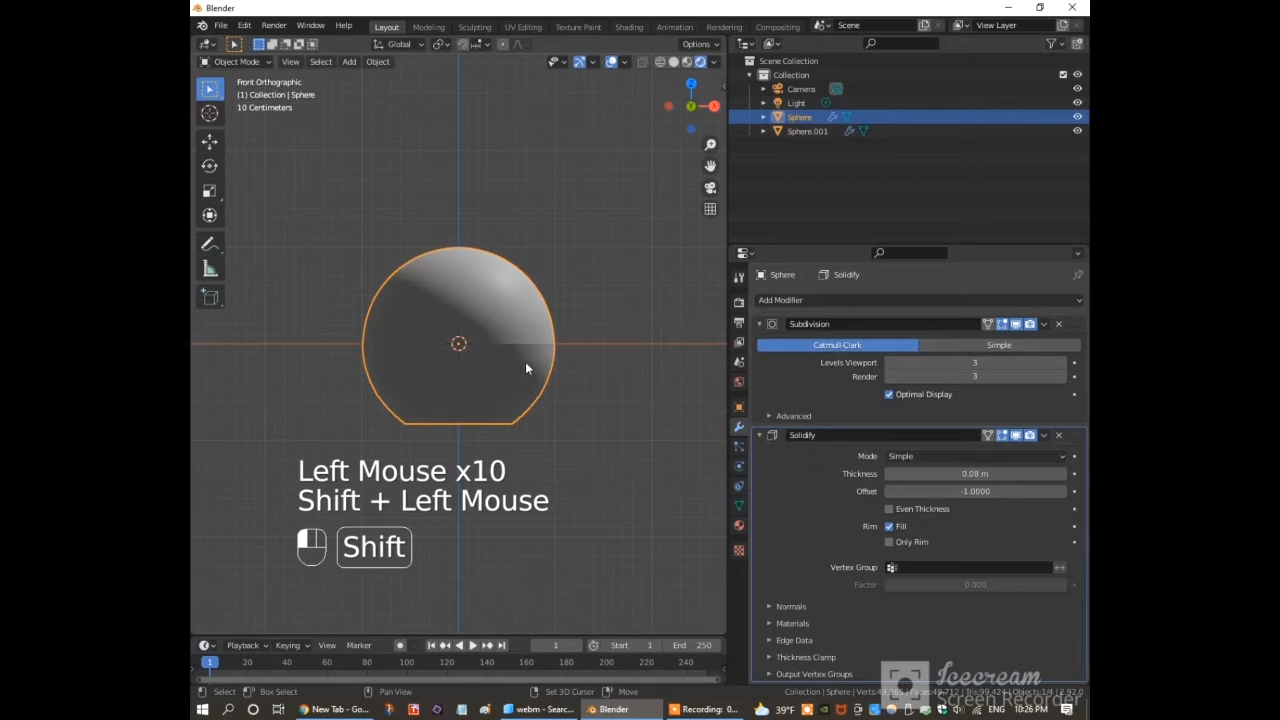 Blender
File Edit Render Window Help
Layout Modeling Sculpting UV Editing Texture Paint Shading Animation Rendering Compositing
Scene
View Layer
Global
Options
Object Mode View Select Add Object
Front Orthographic
(1) Collection | Sphere
10 Centimeters
Z
Y
X
Scene Collection
Collection
Camera
Light
Sphere
Sphere.001
Sphere Solidify
Add Modifier
Subdivision
Catmull-Clark Simple
Levels Viewport 3
Render 3
Optimal Display
Advanced
Solidify
Mode Simple
Thickness 0.08 m
Offset -1.0000
Even Thickness
Rim Fill
Only Rim
Vertex Group
Factor 0.000
Normals
Materials
Edge Data
Thickness Clamp
Output Vertex Groups
Left Mouse x10
Shift + Left Mouse
Shift
Playback Keying View Marker
1 Start 1 End 250
1 20 40 60 80 100 120 140 160 180 200 220 240
Select Box Select Pan View Set 3D Cursor Move
Collection | Sphere
Icecream
Screen Recorder
New Tab - Go... webm - Searc... Blender Recording: 0... 39°F ENG 10:26 PM